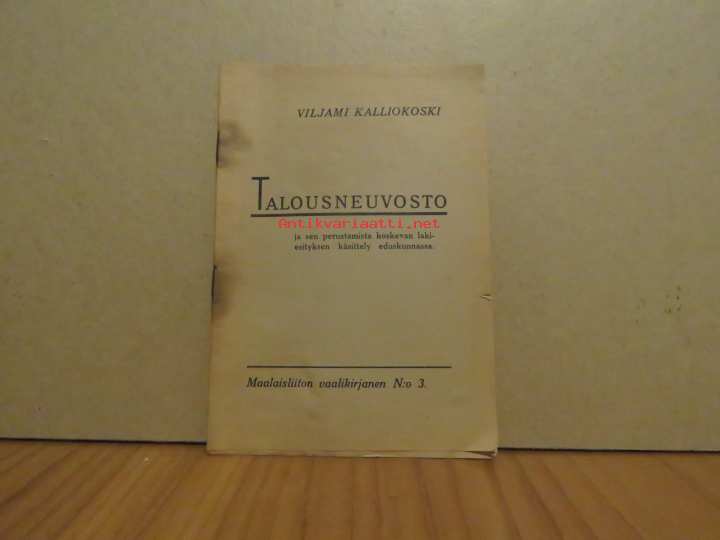 VILJAMI KALLIOKOSKI
TALOUSNEUVOSTO
Antikvariaatti.net
ja sen perustamista koskevan laki-
esityksen käsittely eduskunnassa.
Maalaisliiton vaalikirjanen N:o 3.